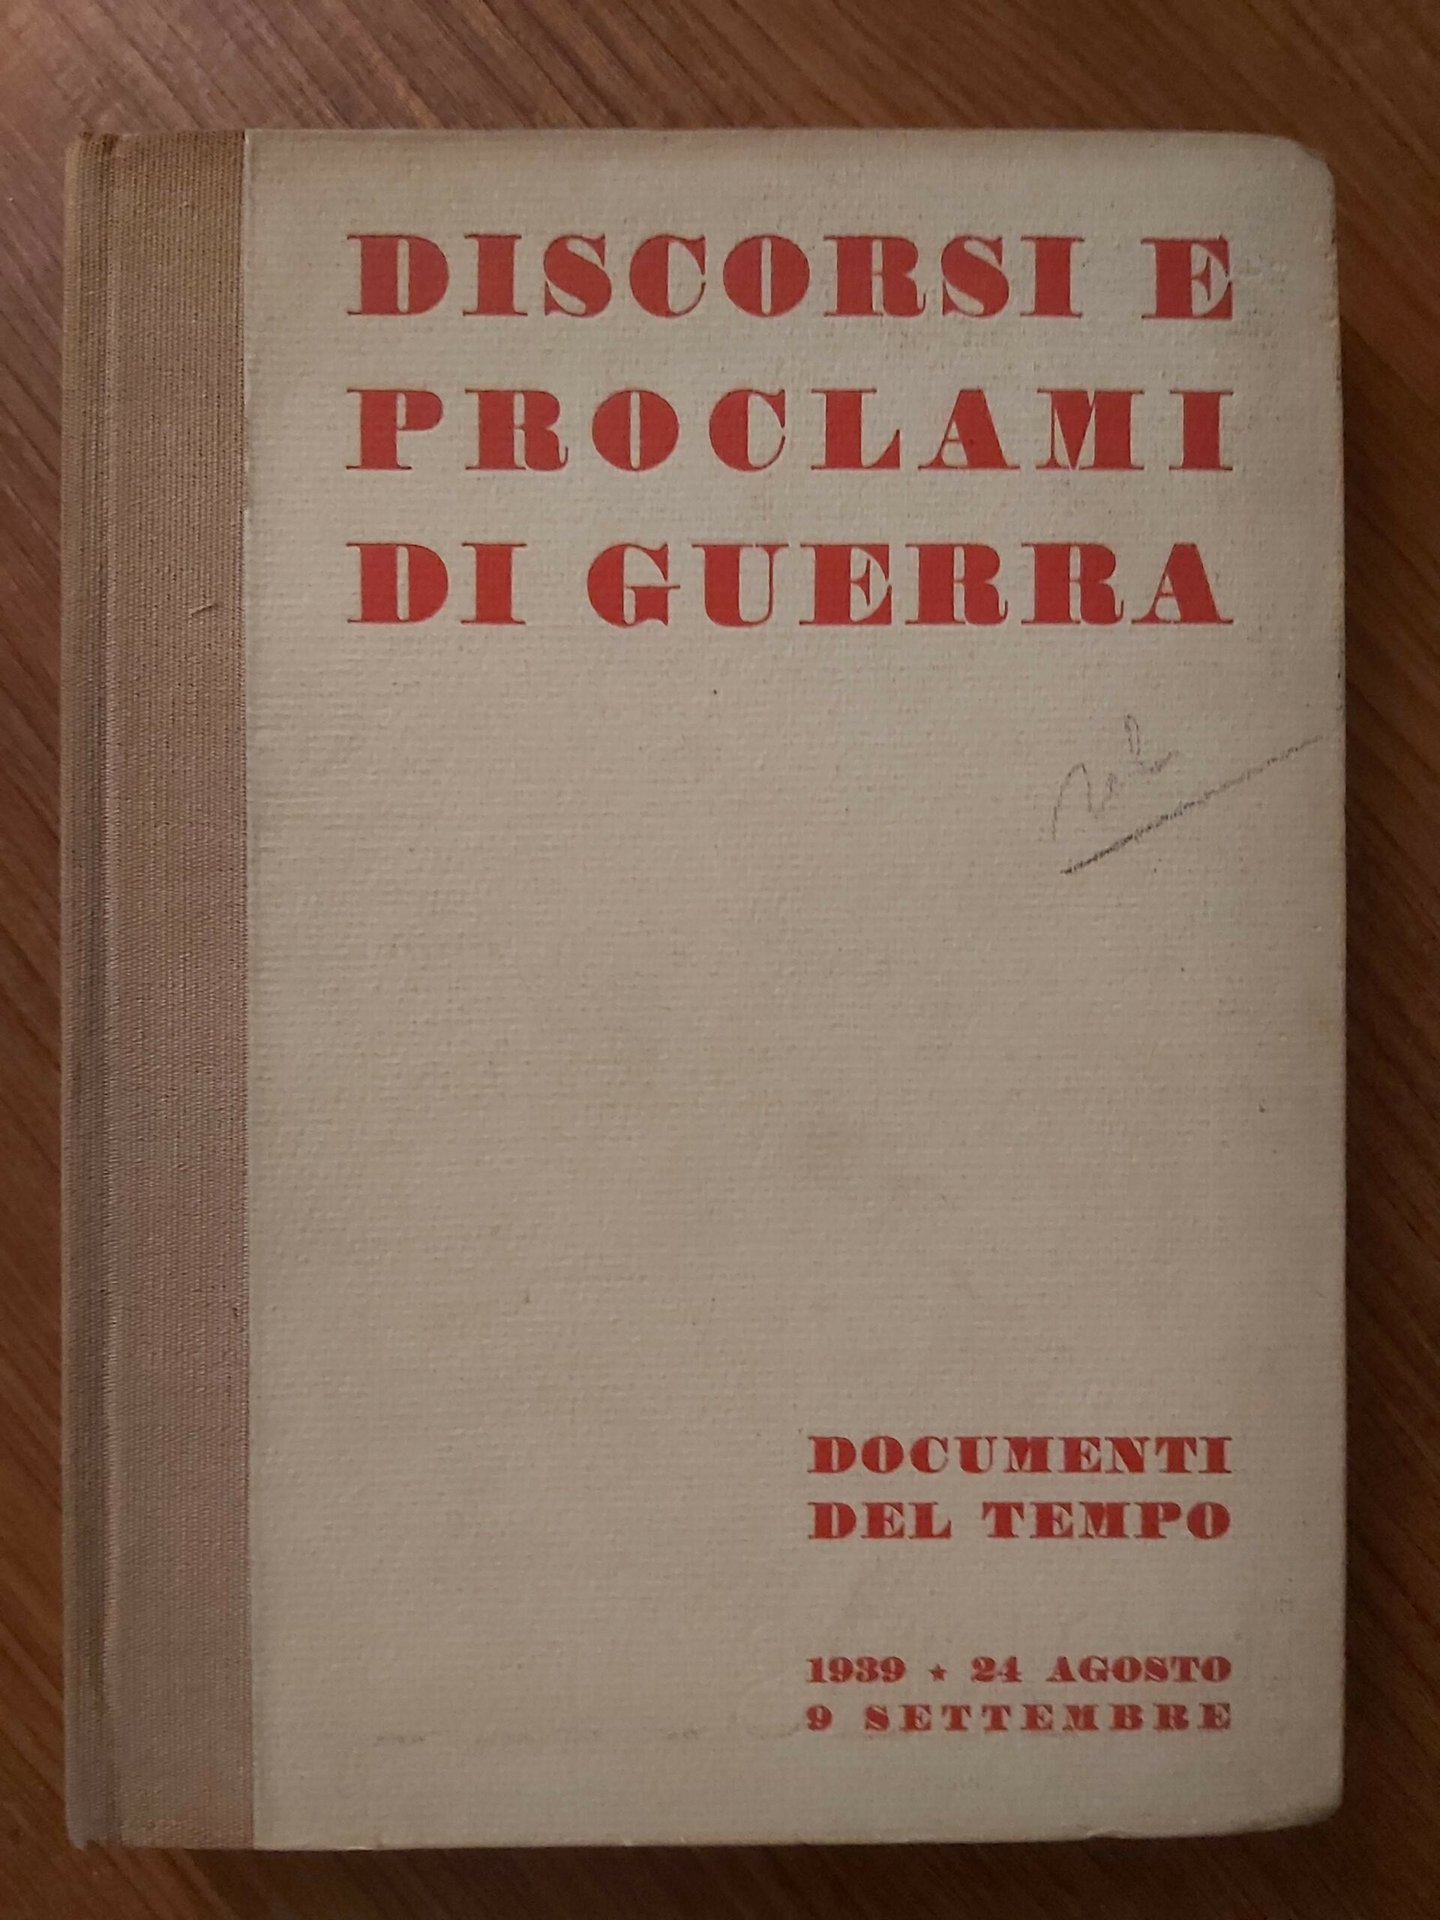 DISCORSI E
PROCLAMI
DI GUERRA
DOCUMENTI
DEL TEMPO
1939 ★ 24 AGOSTO
9 SETTEMBRE